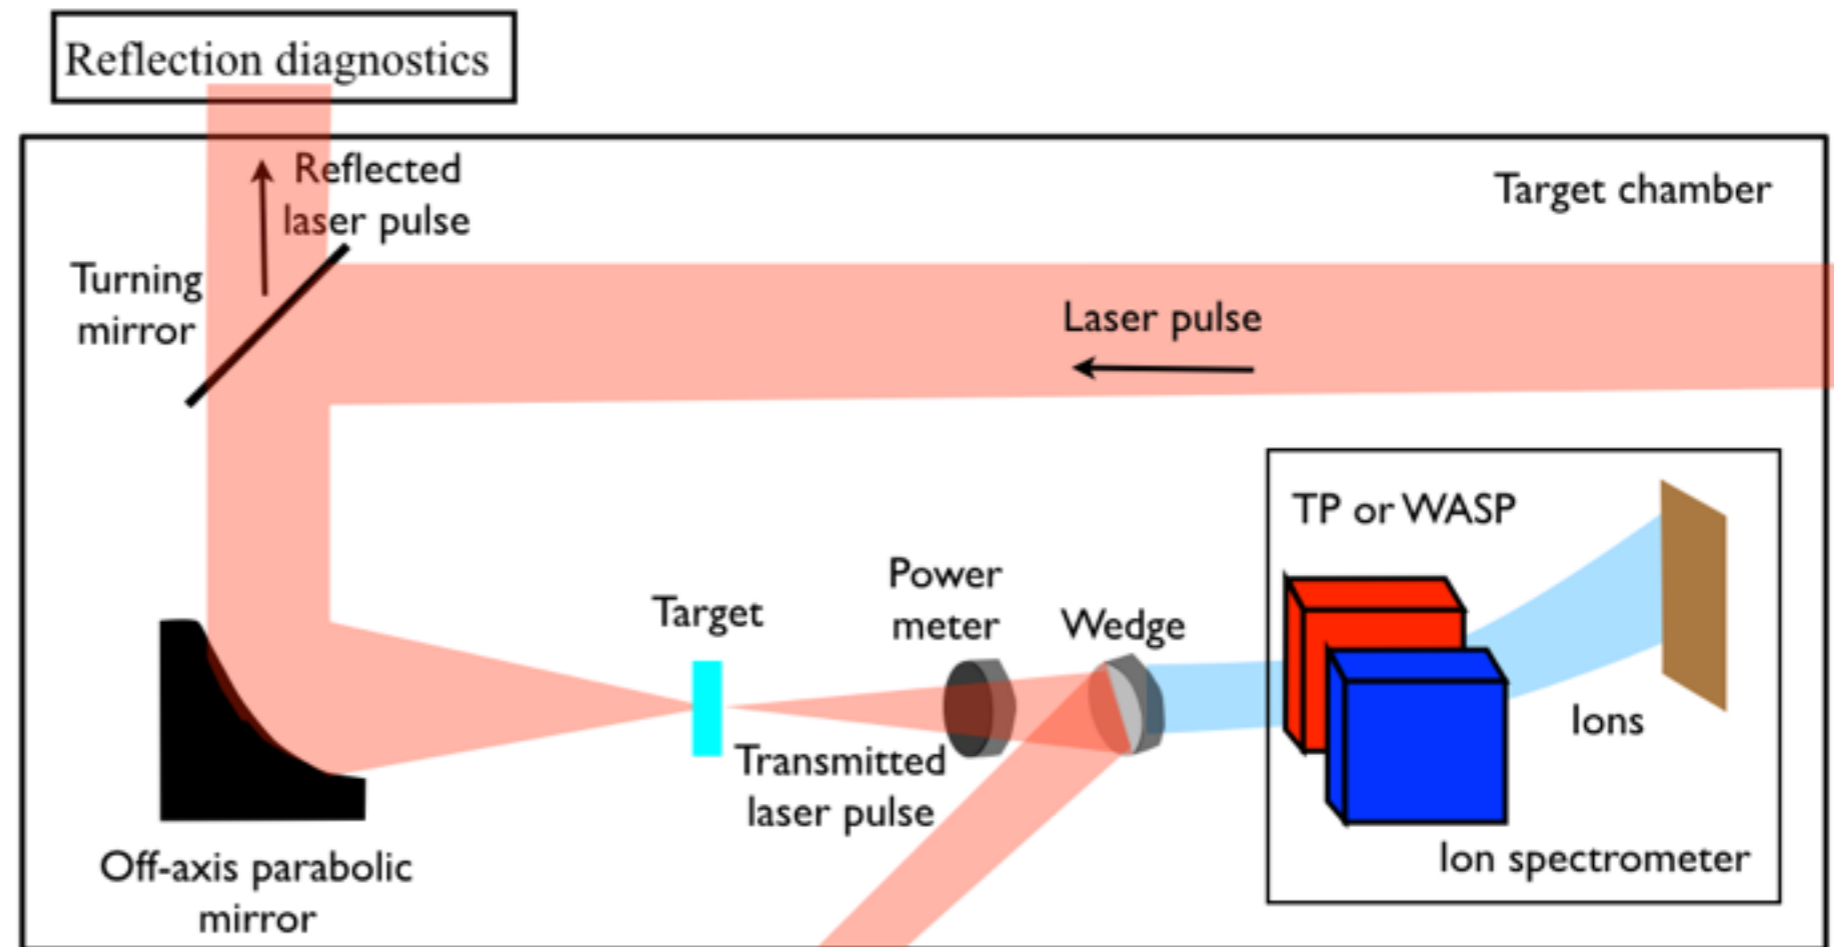 Reflection diagnostics
Reflected
laser pulse
Target chamber
Turning
mirror
Laser pulse
TP or WASP
Power
meter
Target
Wedge
Transmitted
laser pulse
Ions
Ion spectrometer
Off-axis parabolic
mirror